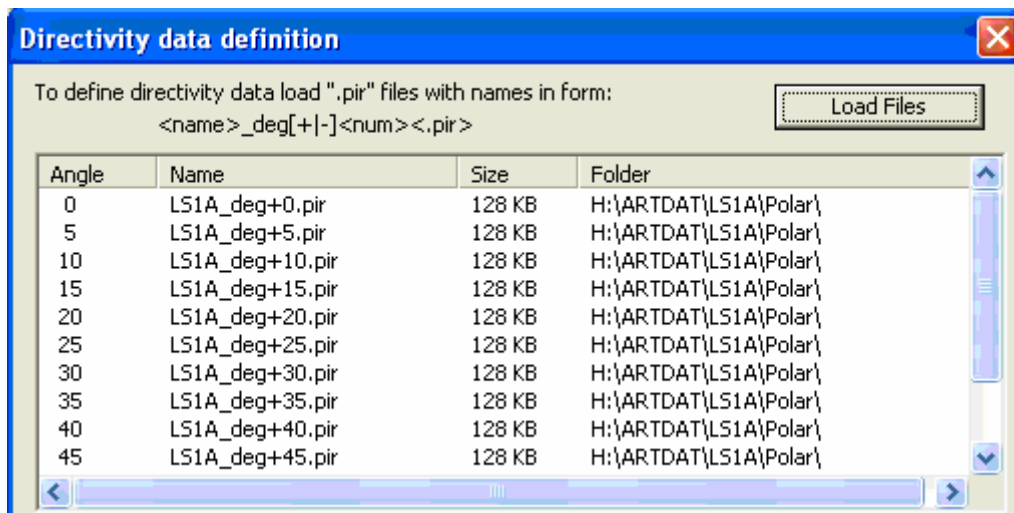 Directivity data definition
To define directivity data load ".pir" files with names in form:
<name>_deg[+|-]<num><.pir>
Load Files
Angle Name Size Folder
0 LS1A_deg+0.pir 128 KB H:\ARTDAT\LS1A\Polar\
5 LS1A_deg+5.pir 128 KB H:\ARTDAT\LS1A\Polar\
10 LS1A_deg+10.pir 128 KB H:\ARTDAT\LS1A\Polar\
15 LS1A_deg+15.pir 128 KB H:\ARTDAT\LS1A\Polar\
20 LS1A_deg+20.pir 128 KB H:\ARTDAT\LS1A\Polar\
25 LS1A_deg+25.pir 128 KB H:\ARTDAT\LS1A\Polar\
30 LS1A_deg+30.pir 128 KB H:\ARTDAT\LS1A\Polar\
35 LS1A_deg+35.pir 128 KB H:\ARTDAT\LS1A\Polar\
40 LS1A_deg+40.pir 128 KB H:\ARTDAT\LS1A\Polar\
45 LS1A_deg+45.pir 128 KB H:\ARTDAT\LS1A\Polar\